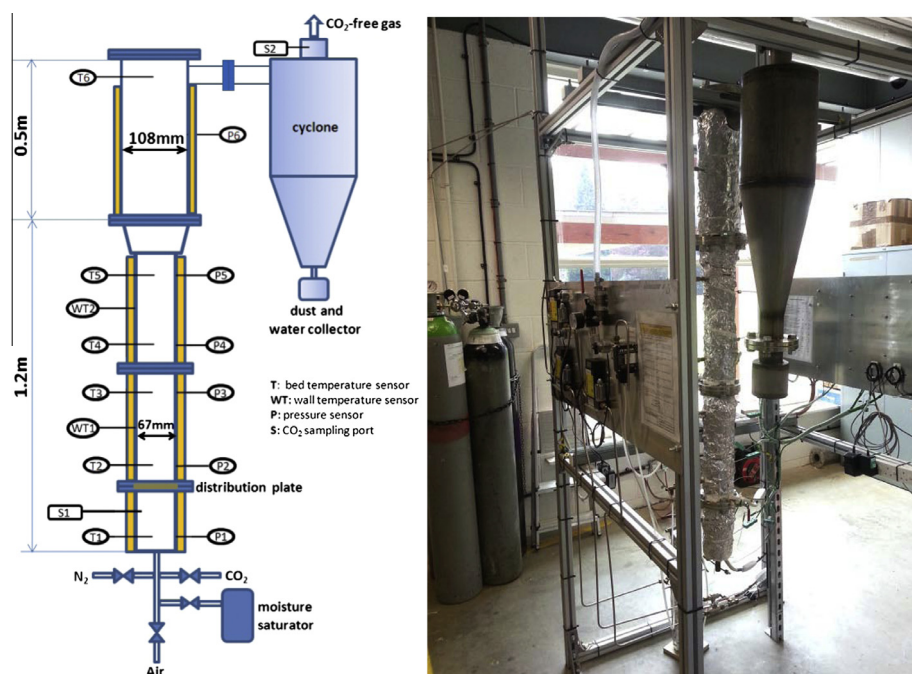 CO2-free gas
S2
T6
cyclone
0.5m
P6
108mm
T5
P5
dust and
water collector
WT2
T4
P4
1.2m
T: bed temperature sensor
WT: wall temperature sensor
P: pressure sensor
S: CO2 sampling port
T3
P3
WT1
67mm
T2
P2
distribution plate
S1
T1
P1
N2
CO2
moisture
saturator
Air